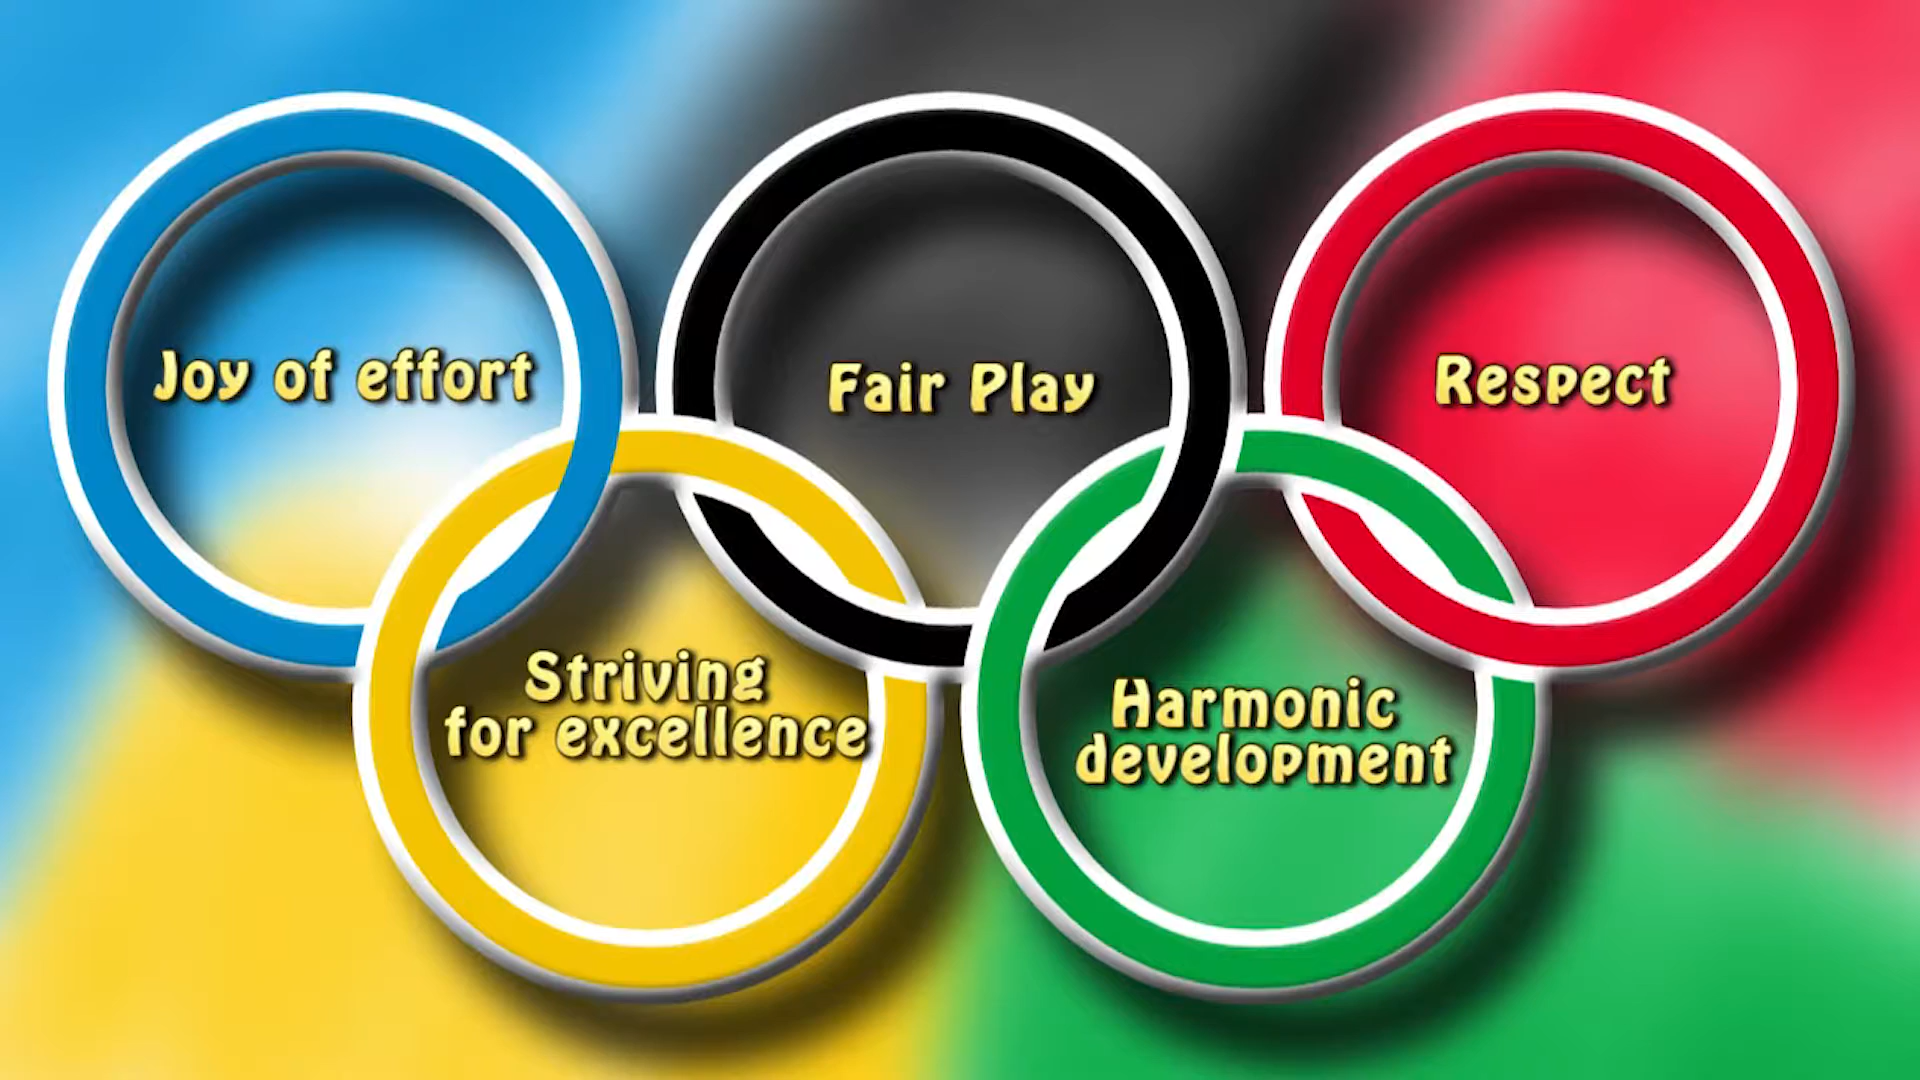 Joy of effort
Fair Play
Respect
Striving
for excellence
Harmonic
development